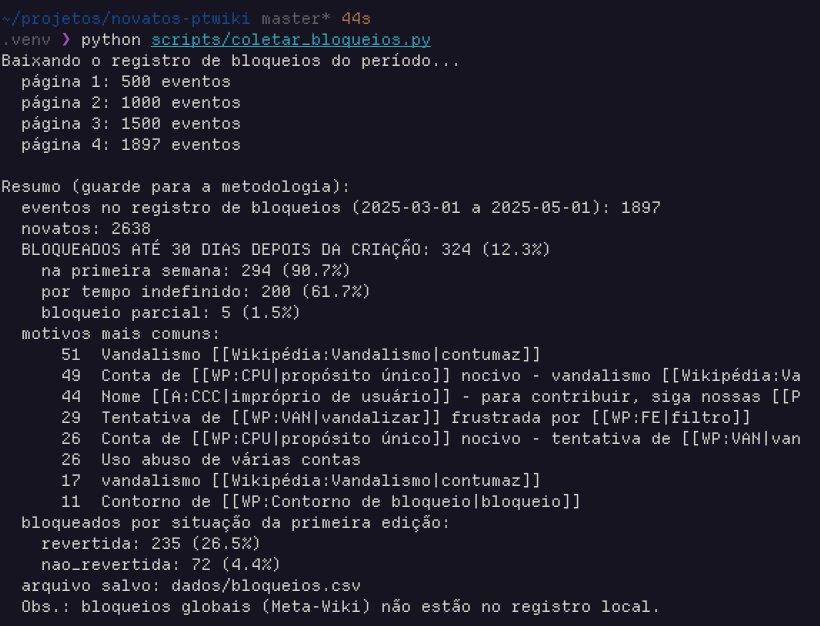 ~/projetos/novatos-ptwiki master* 44s
.venv ❯ python scripts/coletar_bloqueios.py
Baixando o registro de bloqueios do período...
  página 1: 500 eventos
  página 2: 1000 eventos
  página 3: 1500 eventos
  página 4: 1897 eventos

Resumo (guarde para a metodologia):
  eventos no registro de bloqueios (2025-03-01 a 2025-05-01): 1897
  novatos: 2638
  BLOQUEADOS ATÉ 30 DIAS DEPOIS DA CRIAÇÃO: 324 (12.3%)
    na primeira semana: 294 (90.7%)
    por tempo indefinido: 200 (61.7%)
    bloqueio parcial: 5 (1.5%)
  motivos mais comuns:
      51  Vandalismo [[Wikipédia:Vandalismo|contumaz]]
      49  Conta de [[WP:CPU|propósito único]] nocivo - vandalismo [[Wikipédia:Va
      44  Nome [[A:CCC|impróprio de usuário]] - para contribuir, siga nossas [[P
      29  Tentativa de [[WP:VAN|vandalizar]] frustrada por [[WP:FE|filtro]]
      26  Conta de [[WP:CPU|propósito único]] nocivo - tentativa de [[WP:VAN|van
      26  Uso abuso de várias contas
      17  vandalismo [[Wikipédia:Vandalismo|contumaz]]
      11  Contorno de [[WP:Contorno de bloqueio|bloqueio]]
  bloqueados por situação da primeira edição:
    revertida: 235 (26.5%)
    nao_revertida: 72 (4.4%)
  arquivo salvo: dados/bloqueios.csv
  Obs.: bloqueios globais (Meta-Wiki) não estão no registro local.